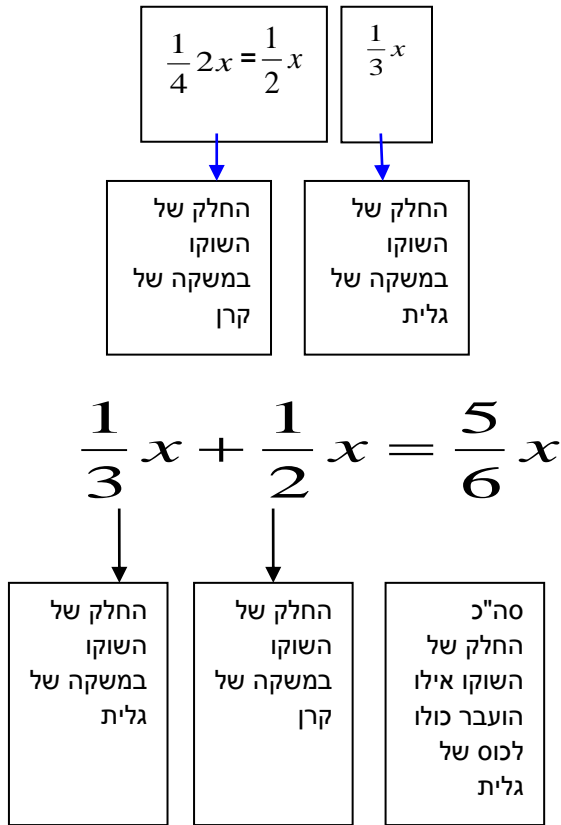 1/4 2x = 1/2 x
1/3 x
החלק של
השוקו
במשקה של
קרן
החלק של
השוקו
במשקה של
גלית
1/3 x + 1/2 x = 5/6 x
החלק של
השוקו
במשקה של
גלית
החלק של
השוקו
במשקה של
קרן
סה"כ
החלק של
השוקו אילו
הועבר כולו
לכוס של
גלית